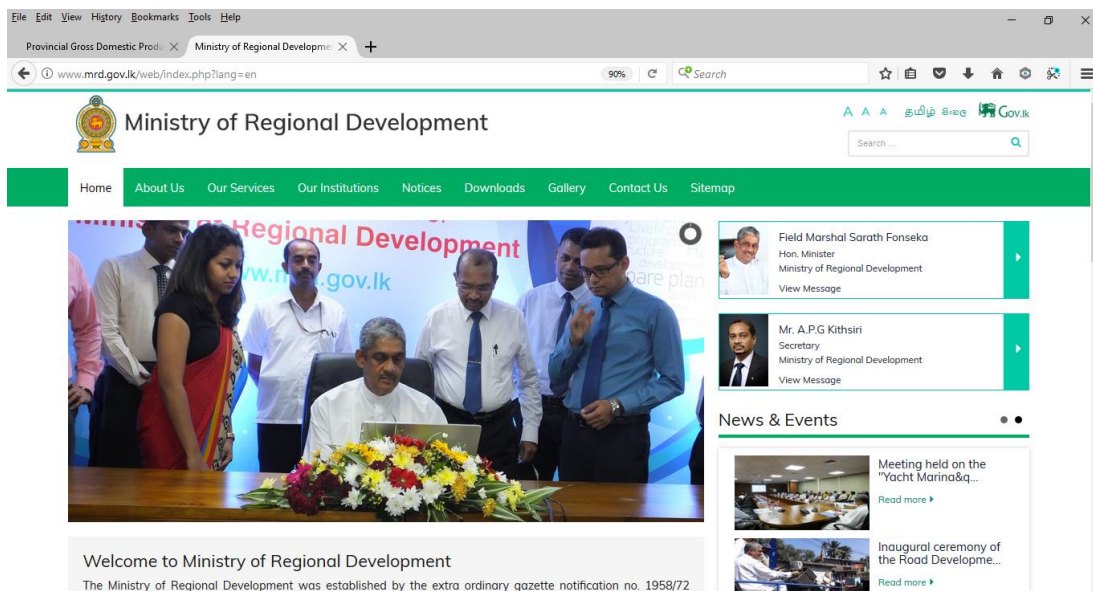 File Edit View History Bookmarks Tools Help
Provincial Gross Domestic Produ
Ministry of Regional Developme
www.mrd.gov.lk/web/index.php?lang=en
90%
Search
Ministry of Regional Development
A A A தமிழ் සිංහල Gov.lk
Search ...
Home About Us Our Services Our Institutions Notices Downloads Gallery Contact Us Sitemap
Ministry of Regional Development
.gov.lk
pare plan
Field Marshal Sarath Fonseka
Hon. Minister
Ministry of Regional Development
View Message
Mr. A.P.G Kithsiri
Secretary
Ministry of Regional Development
View Message
News & Events
Meeting held on the
"Yacht Marina&q...
Read more
Inaugural ceremony of
the Road Developme...
Read more
Welcome to Ministry of Regional Development
The Ministry of Regional Development was established by the extra ordinary gazette notification no. 1958/72